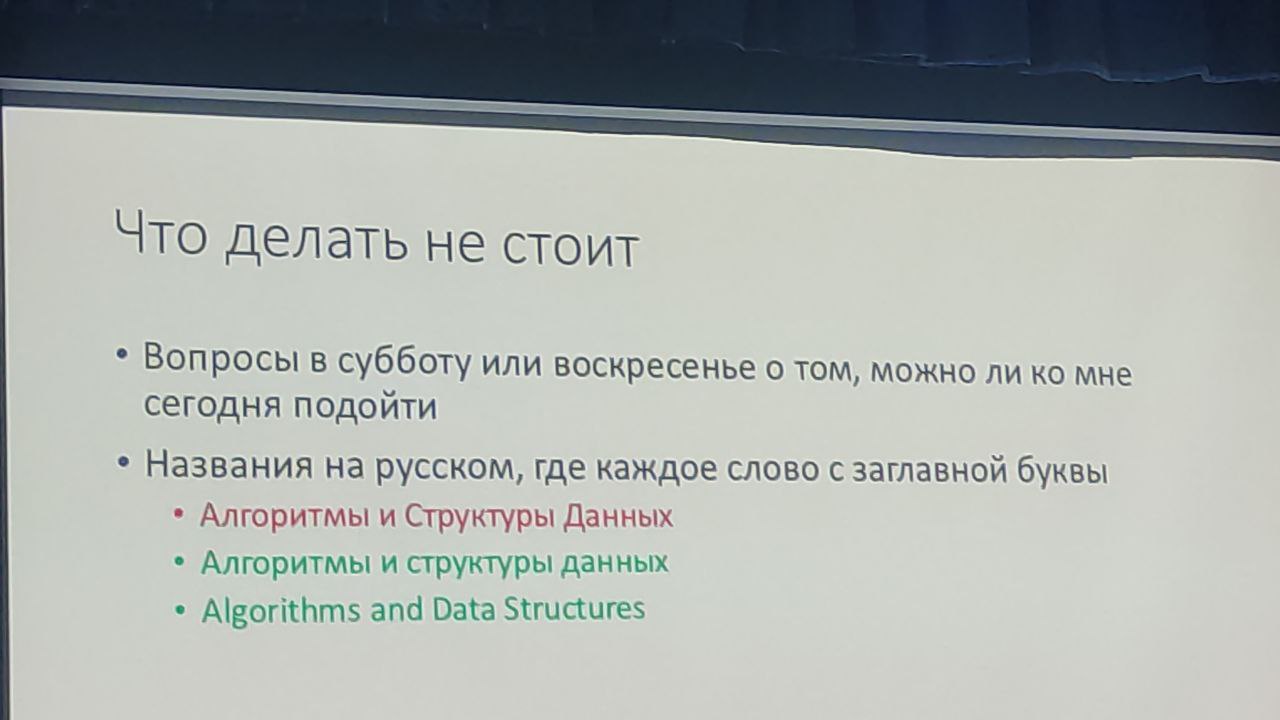 Что делать не стоит
• Вопросы в субботу или воскресенье о том, можно ли ко мне
сегодня подойти
• Названия на русском, где каждое слово с заглавной буквы
• Алгоритмы и Структуры Данных
• Алгоритмы и структуры данных
• Algorithms and Data Structures